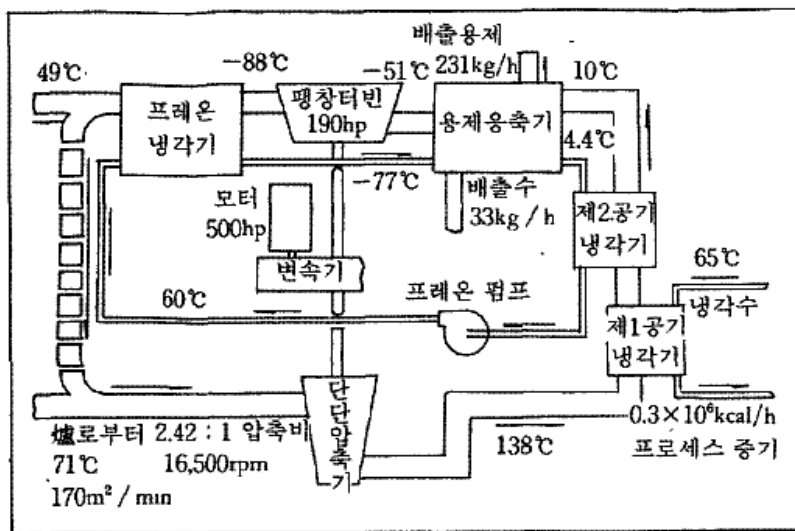 배출용제
231kg/h
49℃
-88℃
-51℃
10℃
프레온
냉각기
팽창터빈
190hp
용제응축기
4.4℃
-77℃
배출수
33kg/h
모터
500hp
변속기
제2공기
냉각기
65℃
냉각수
60℃
프레온 펌프
제1공기
냉각기
단단압축기
爐로부터 2.42 : 1 압축비
71℃ 16,500rpm
170m²/min
138℃
0.3×10⁶kcal/h
프로세스 증기